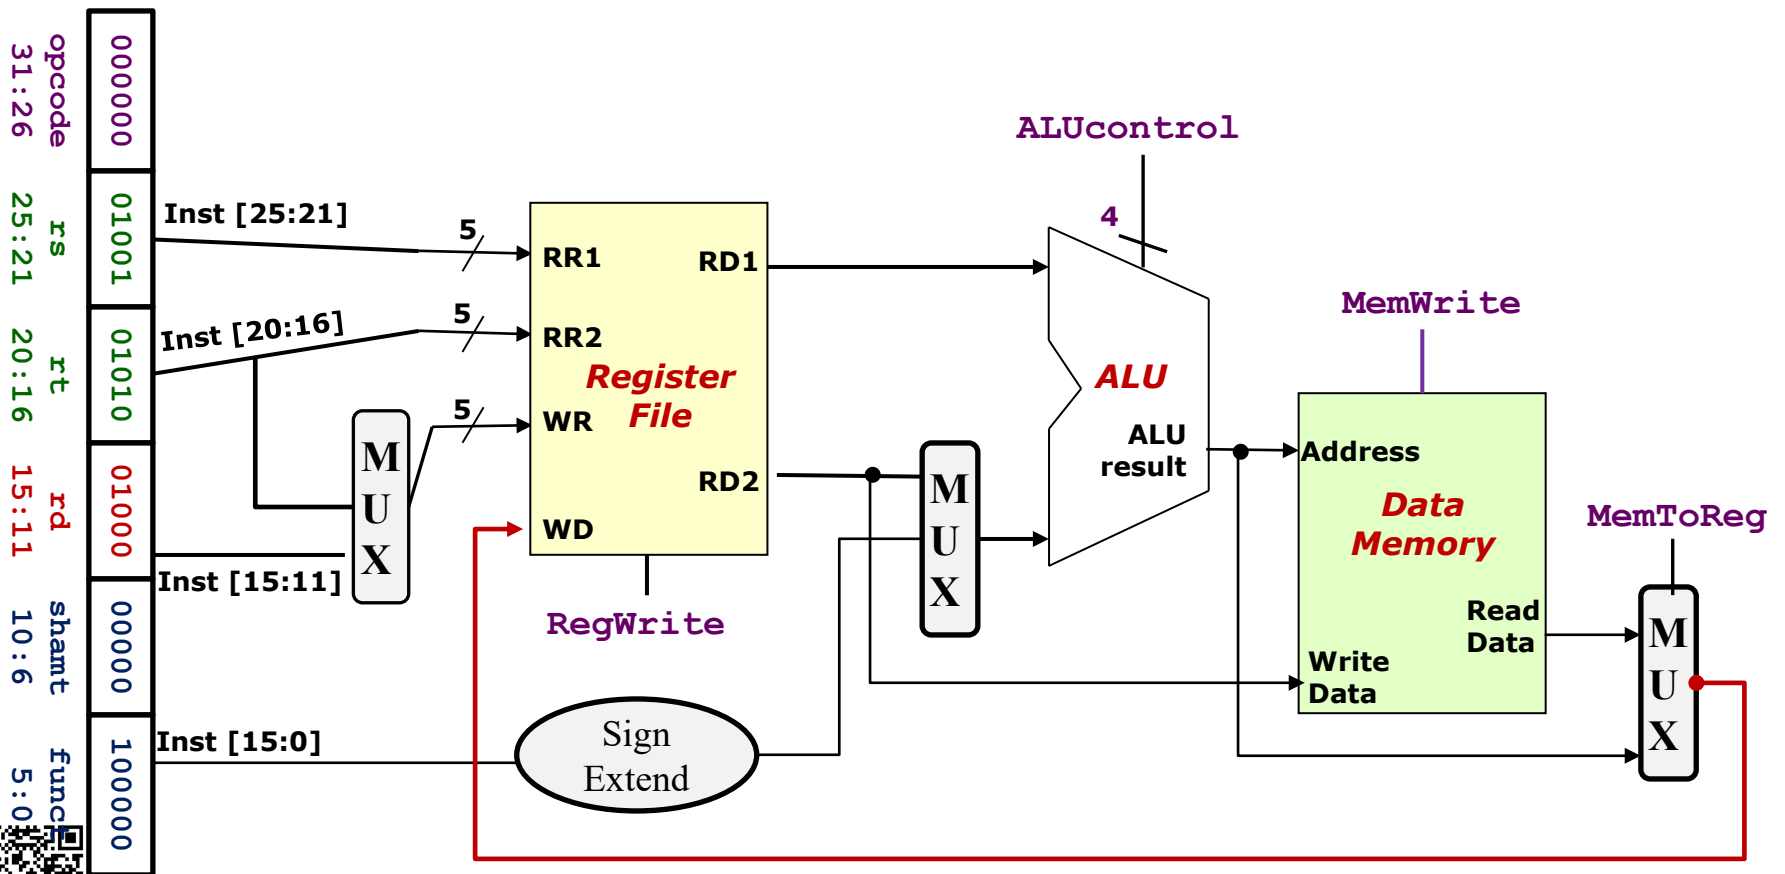 opcode
31:26
000000
rs
25:21
01001
rt
20:16
01010
rd
15:11
01000
shamt
10:6
00000
funct
5:0
100000
Inst [25:21]
5
Inst [20:16]
5
5
Inst [15:11]
Inst [15:0]
M
U
X
RR1
RR2
WR
WD
RD1
RD2
Register
File
RegWrite
Sign
Extend
M
U
X
ALUcontrol
4
ALU
ALU
result
MemWrite
Address
Data
Memory
Read
Data
Write
Data
MemToReg
M
U
X